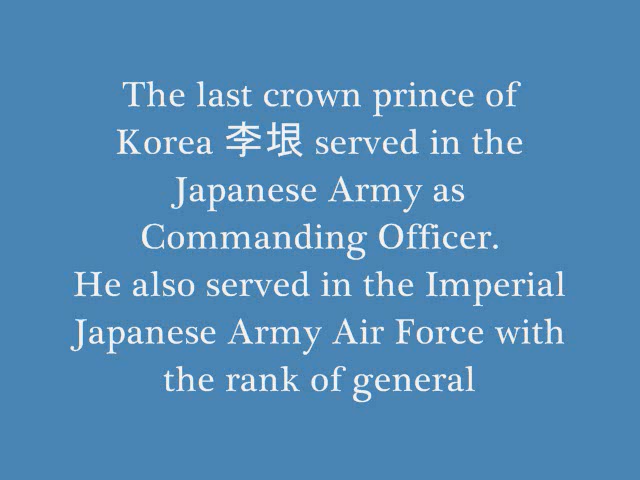 The last crown prince of
Korea 李垠 served in the
Japanese Army as
Commanding Officer.
He also served in the Imperial
Japanese Army Air Force with
the rank of general